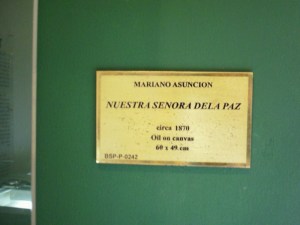 MARIANO ASUNCION
NUESTRA SENORA DELA PAZ
circa 1870
Oil on canvas
60 x 49 cm
BSP-P-0242